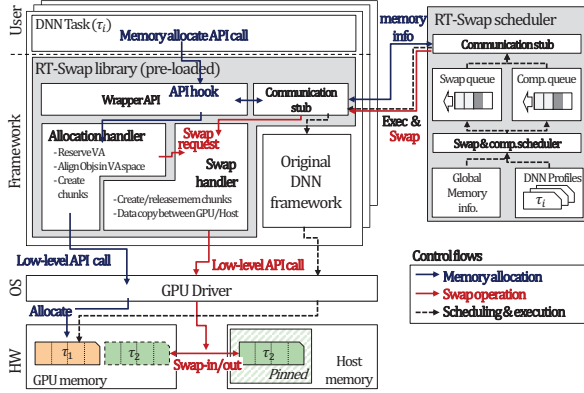 User
DNN Task (τi)
Memory allocate API call
memory
info
RT-Swap scheduler
Communication stub
Swap queue
Comp. queue
Swap & comp. scheduler
Global
Memory
info.
DNN Profiles
τi
Framework
RT-Swap library (pre-loaded)
API hook
Wrapper API
Communication
stub
Exec &
Swap
Allocation handler
- Reserve VA
- Align Objs in VA space
- Create
chunks
Swap
request
Swap
handler
- Create/release mem chunks
- Data copy between GPU/Host
Original
DNN
framework
Low-level API call
Low-level API call
OS
GPU Driver
Allocate
HW
τ1
τ2
GPU memory
Swap-in/out
τ2
Pinned
Host
memory
Control flows
Memory allocation
Swap operation
Scheduling & execution